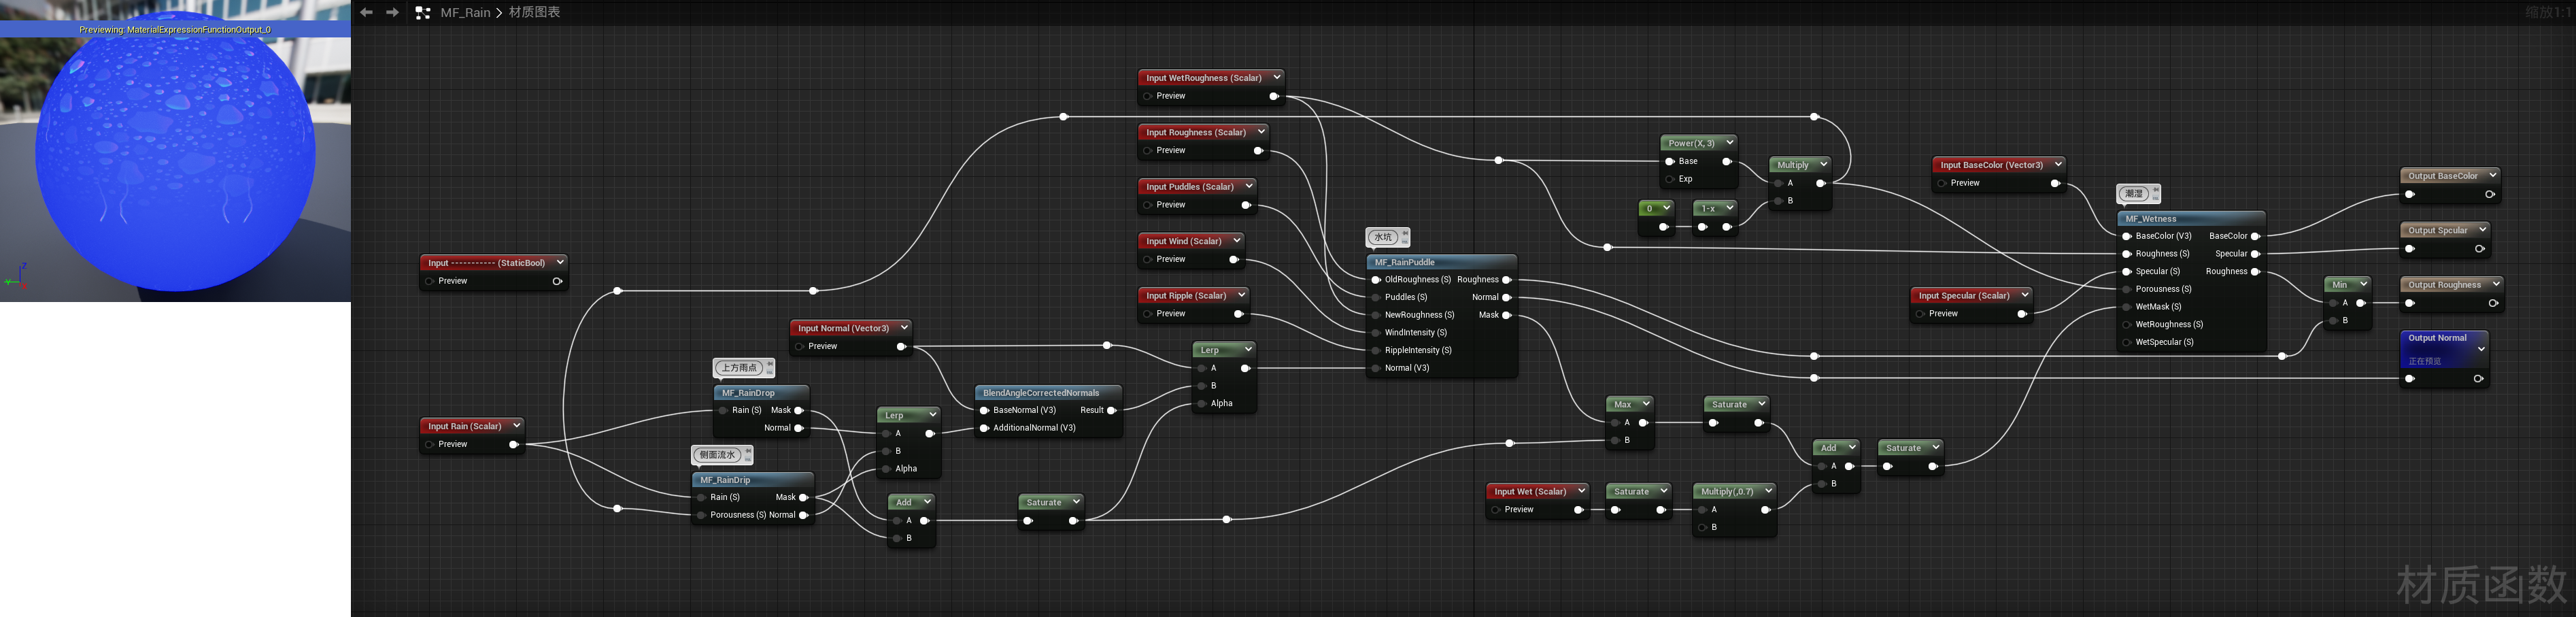 Previewing: MaterialExpressionFunctionOutput_0
MF_Rain > 材质图表
缩放1:1
Input WetRoughness (Scalar)
Preview
Input Roughness (Scalar)
Preview
Input Puddles (Scalar)
Preview
Input Wind (Scalar)
Preview
Input Ripple (Scalar)
Preview
Input ----------- (StaticBool)
Preview
Input Normal (Vector3)
Preview
Input Rain (Scalar)
Preview
上方雨点
MF_RainDrop
Rain (S) Mask
Normal
侧面流水
MF_RainDrip
Rain (S) Mask
Porousness (S) Normal
Lerp
A
B
Alpha
Add
A
B
BlendAngleCorrectedNormals
BaseNormal (V3) Result
AdditionalNormal (V3)
Saturate
Lerp
A
B
Alpha
水坑
MF_RainPuddle
OldRoughness (S) Roughness
Puddles (S) Normal
NewRoughness (S) Mask
WindIntensity (S)
RippleIntensity (S)
Normal (V3)
Power(X, 3)
Base
Exp
0
1-x
Multiply
A
B
Max
A
B
Saturate
Input Wet (Scalar)
Preview
Saturate
Multiply(,0.7)
A
B
Add
A
B
Saturate
Input BaseColor (Vector3)
Preview
Input Specular (Scalar)
Preview
潮湿
MF_Wetness
BaseColor (V3) BaseColor
Roughness (S) Specular
Specular (S) Roughness
Porousness (S)
WetMask (S)
WetRoughness (S)
WetSpecular (S)
Min
A
B
Output BaseColor
Output Spcular
Output Roughness
Output Normal
正在预览
材质函数